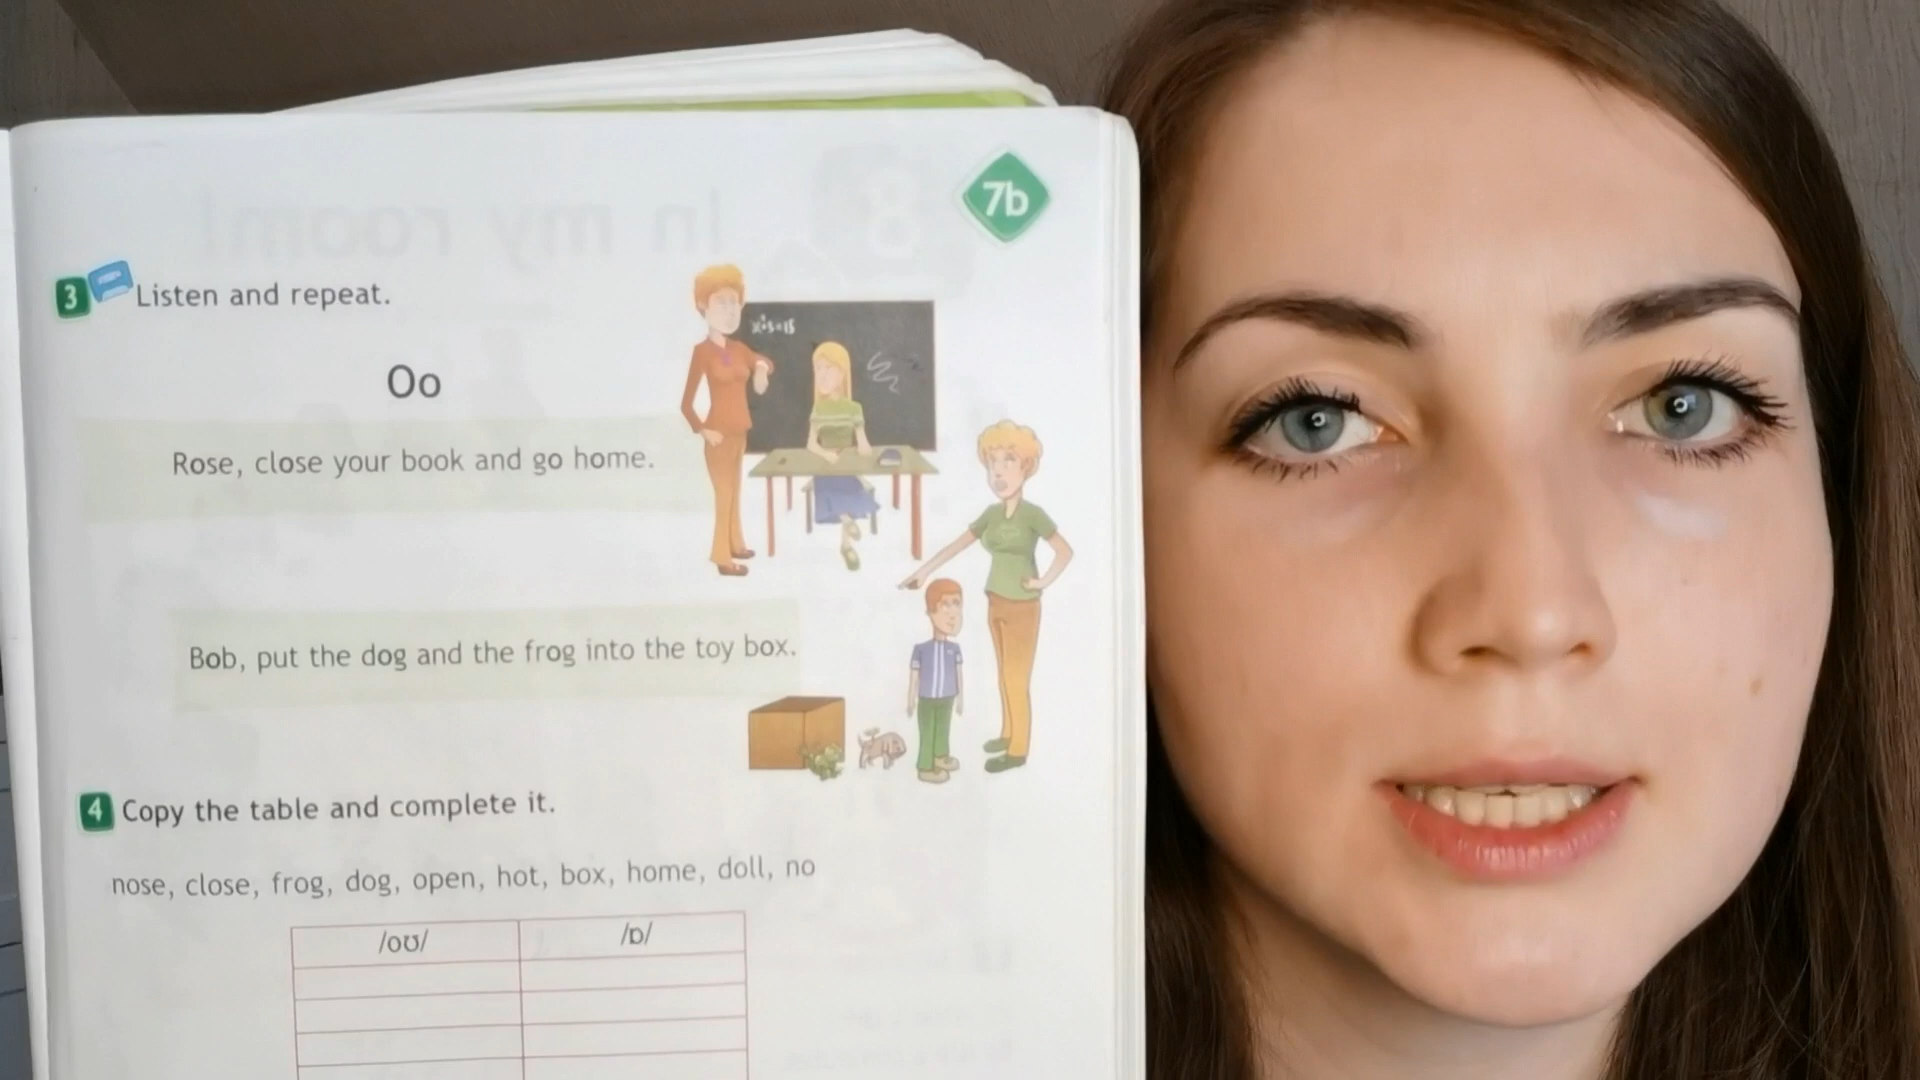 7b
3 Listen and repeat.
Oo
Rose, close your book and go home.
Bob, put the dog and the frog into the toy box.
4 Copy the table and complete it.
nose, close, frog, dog, open, hot, box, home, doll, no
/oʊ/ /ɒ/